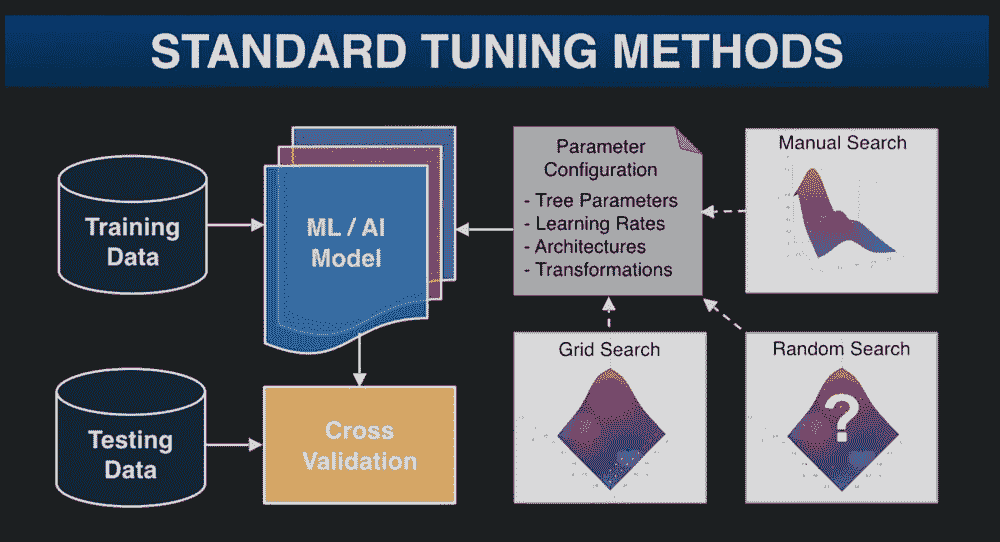 STANDARD TUNING METHODS
Training
Data
ML / AI
Model
Parameter
Configuration
- Tree Parameters
- Learning Rates
- Architectures
- Transformations
Manual Search
Testing
Data
Cross
Validation
Grid Search
Random Search
?